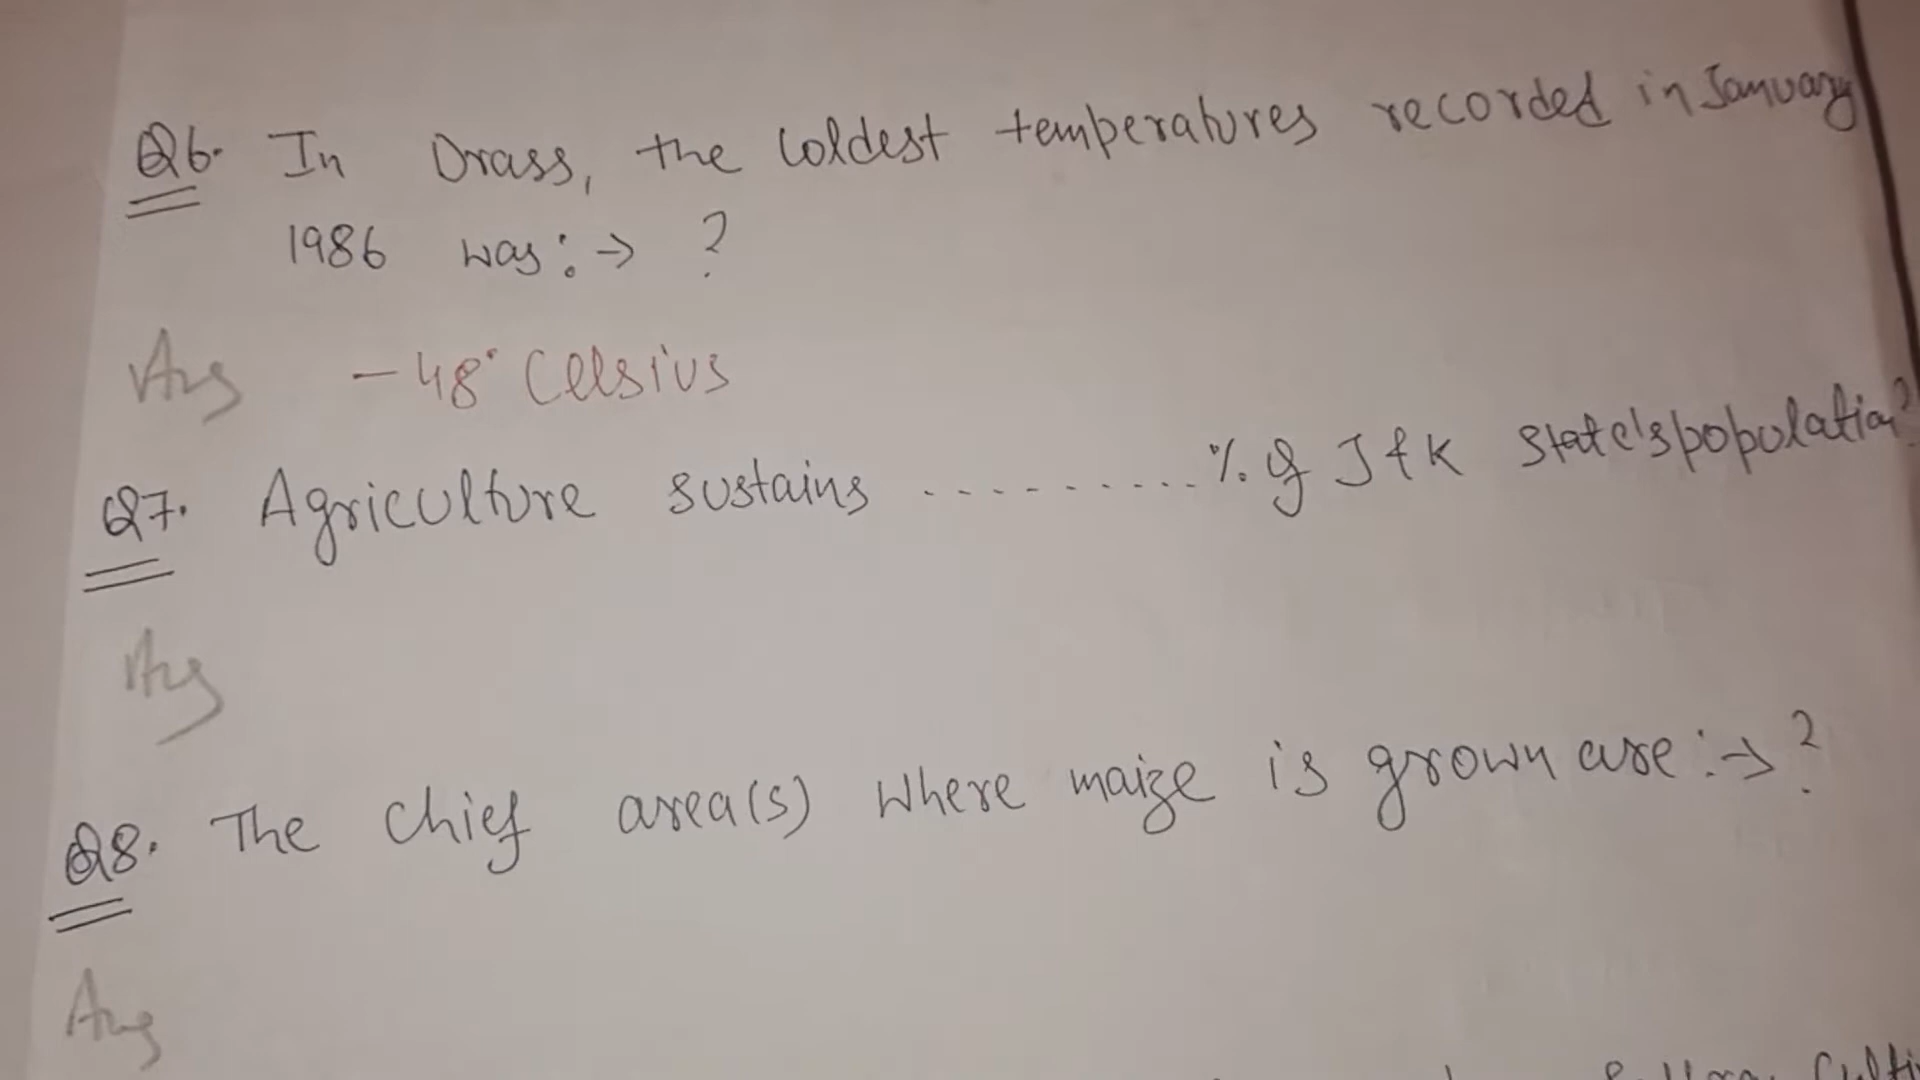 Q6. In Drass, the coldest temperatures recorded in January
1986 was:→ ?
Ans -48° Celsius
Q7. Agriculture sustains .......... % of J & K State's population?
Ans
Q8. The chief area(s) where maize is grown are:→ ?
Ans